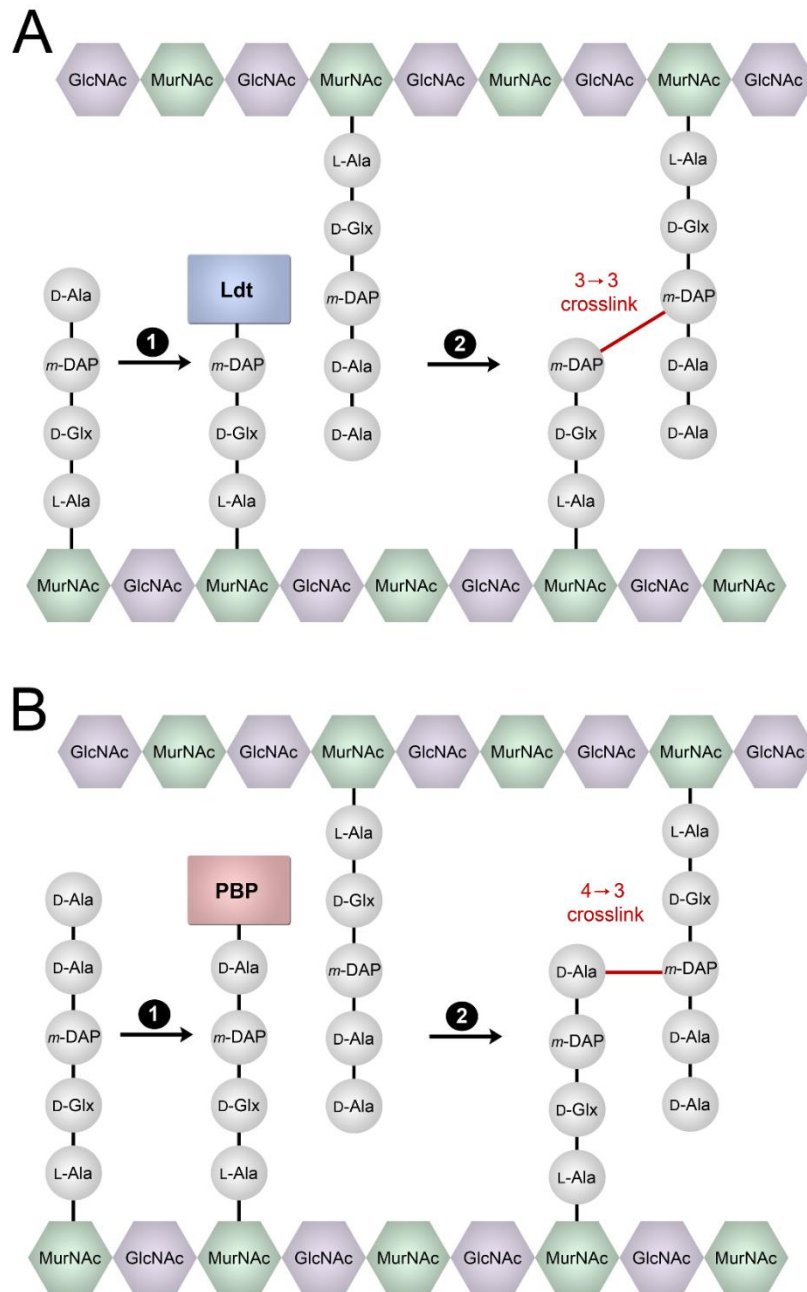 A
GlcNAc MurNAc GlcNAc MurNAc GlcNAc MurNAc GlcNAc MurNAc GlcNAc
L-Ala L-Ala
D-Glx D-Glx
D-Ala Ldt m-DAP 3→3 m-DAP
crosslink
m-DAP 1 m-DAP D-Ala 2 m-DAP D-Ala
D-Glx D-Glx D-Ala D-Glx D-Ala
L-Ala L-Ala L-Ala
MurNAc GlcNAc MurNAc GlcNAc MurNAc GlcNAc MurNAc GlcNAc MurNAc
B
GlcNAc MurNAc GlcNAc MurNAc GlcNAc MurNAc GlcNAc MurNAc GlcNAc
L-Ala L-Ala
D-Ala PBP D-Glx 4→3 D-Glx
crosslink
D-Ala D-Ala m-DAP D-Ala m-DAP
m-DAP 1 m-DAP D-Ala 2 m-DAP D-Ala
D-Glx D-Glx D-Ala D-Glx D-Ala
L-Ala L-Ala L-Ala
MurNAc GlcNAc MurNAc GlcNAc MurNAc GlcNAc MurNAc GlcNAc MurNAc